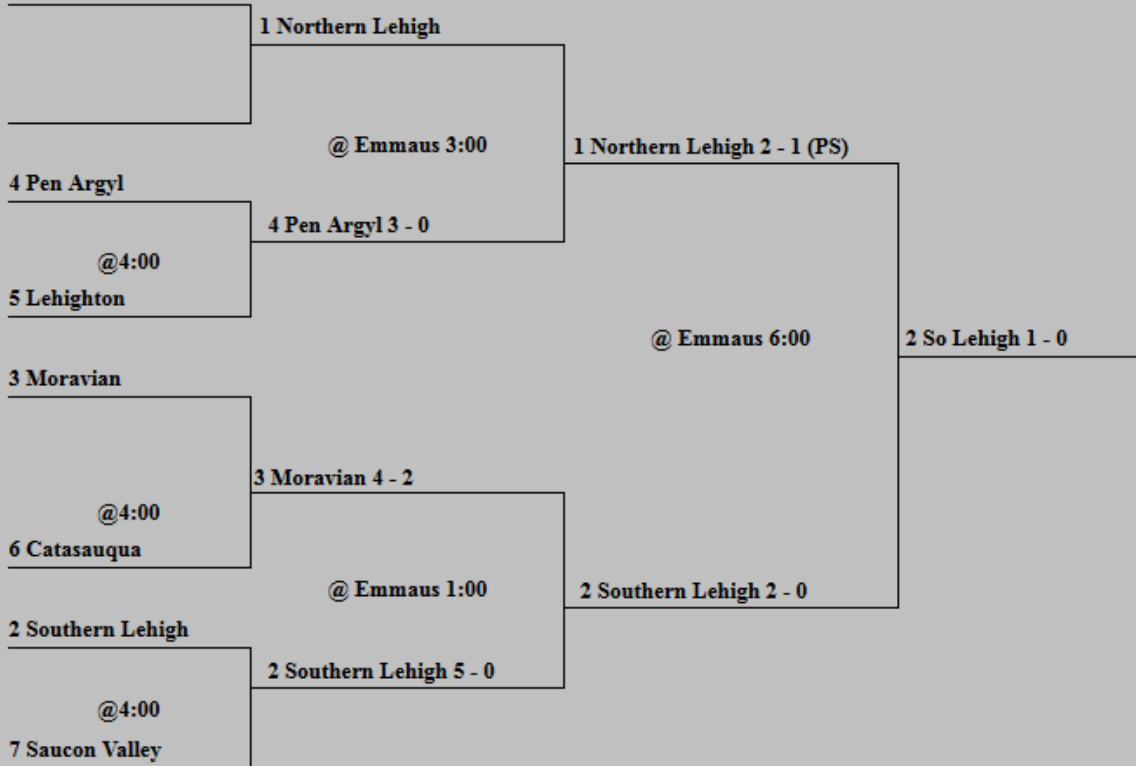 1 Northern Lehigh
@ Emmaus 3:00
1 Northern Lehigh 2 - 1 (PS)
4 Pen Argyl
4 Pen Argyl 3 - 0
@4:00
5 Lehighton
@ Emmaus 6:00
2 So Lehigh 1 - 0
3 Moravian
3 Moravian 4 - 2
@4:00
6 Catasauqua
@ Emmaus 1:00
2 Southern Lehigh 2 - 0
2 Southern Lehigh
2 Southern Lehigh 5 - 0
@4:00
7 Saucon Valley